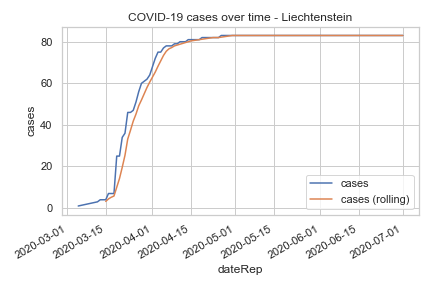 COVID-19 cases over time - Liechtenstein
80
60
40
20
0
cases
cases
cases (rolling)
2020-03-01
2020-03-15
2020-04-01
2020-04-15
2020-05-01
2020-05-15
2020-06-01
2020-06-15
2020-07-01
dateRep